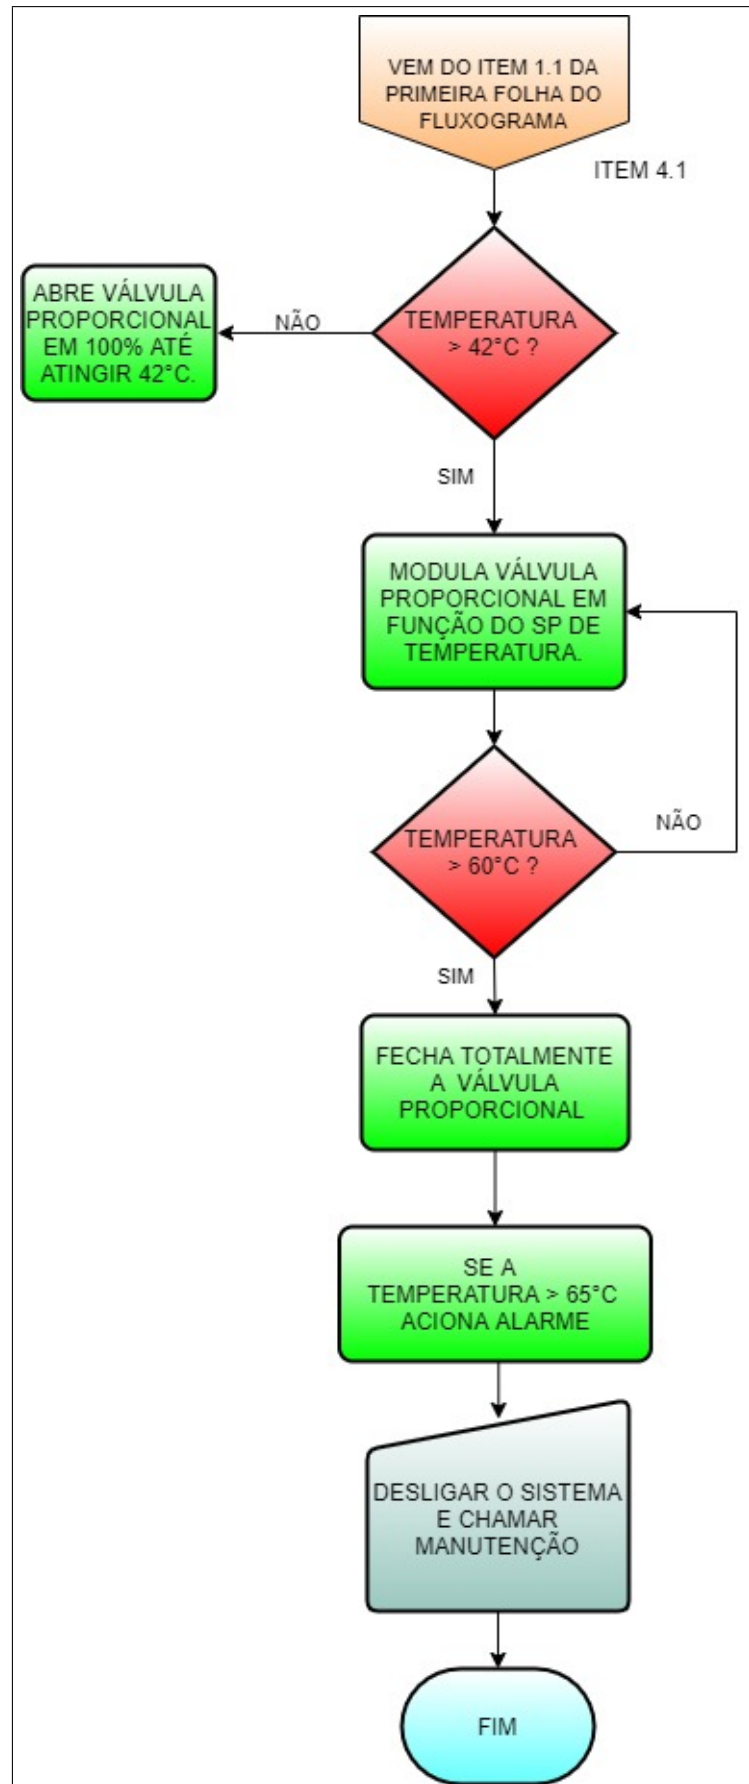 VEM DO ITEM 1.1 DA
PRIMEIRA FOLHA DO
FLUXOGRAMA
ITEM 4.1
TEMPERATURA
> 42°C ?
NÃO
ABRE VÁLVULA
PROPORCIONAL
EM 100% ATÉ
ATINGIR 42°C.
SIM
MODULA VÁLVULA
PROPORCIONAL EM
FUNÇÃO DO SP DE
TEMPERATURA.
TEMPERATURA
> 60°C ?
NÃO
SIM
FECHA TOTALMENTE
A VÁLVULA
PROPORCIONAL
SE A
TEMPERATURA > 65°C
ACIONA ALARME
DESLIGAR O SISTEMA
E CHAMAR
MANUTENÇÃO
FIM